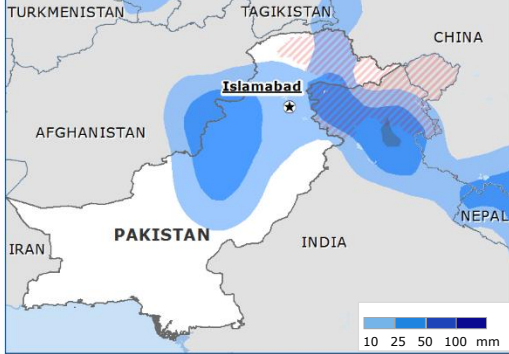 TURKMENISTAN
TAGIKISTAN
CHINA
Islamabad
AFGHANISTAN
NEPAL
PAKISTAN
IRAN
INDIA
10 25 50 100 mm